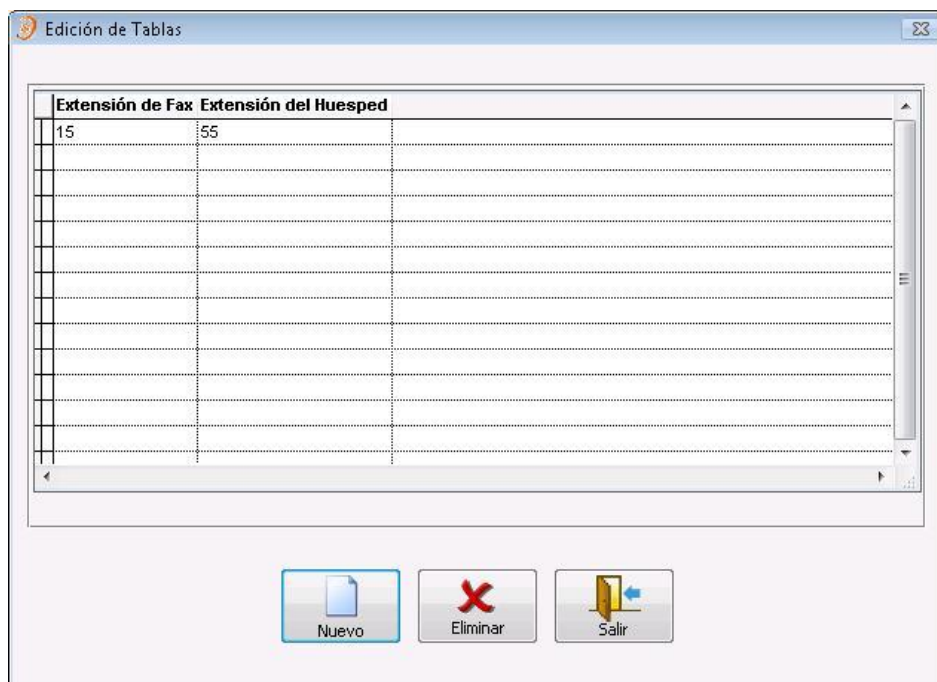 Edición de Tablas
Extensión de Fax Extensión del Huesped
15 55
Nuevo Eliminar Salir